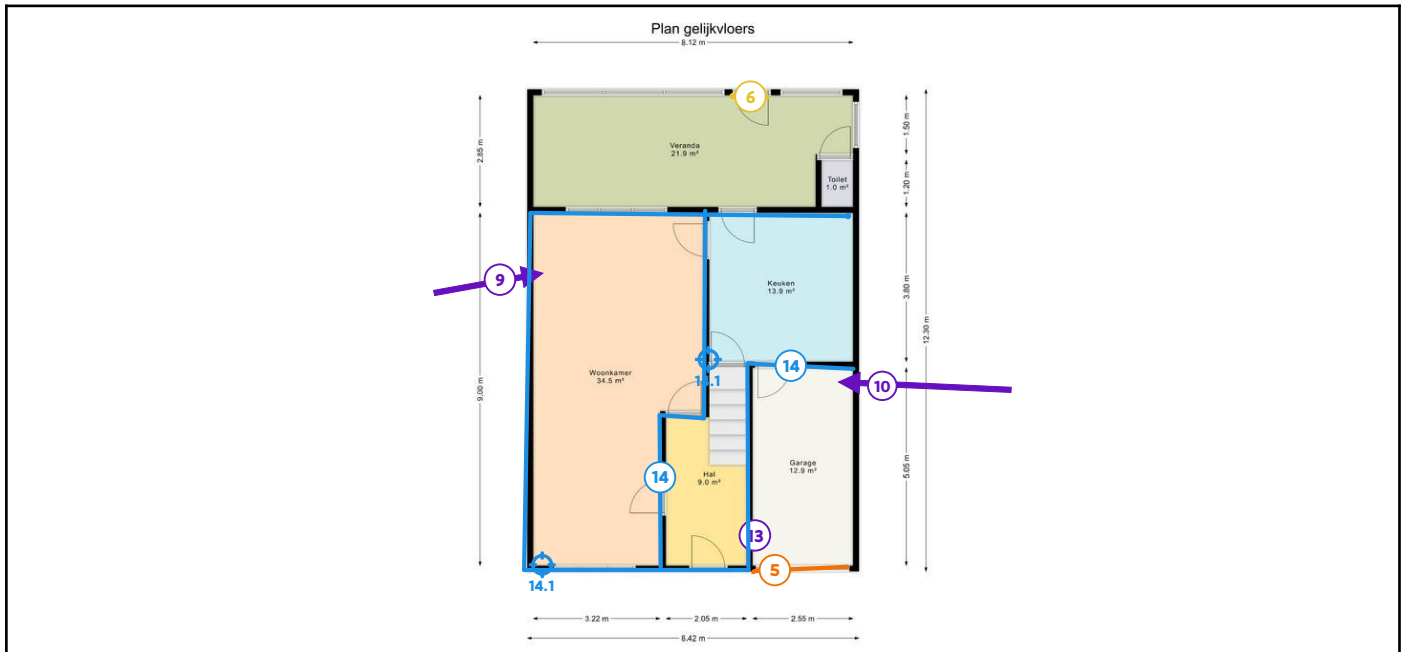 Plan gelijkvloers
8.12 m
6
2.85 m
Veranda
21.9 m²
1.50 m
Toilet
1.0 m²
1.20 m
9
Keuken
13.9 m²
3.80 m
12.30 m
Woonkamer
34.5 m²
14.1
14
10
9.00 m
Hal
9.0 m²
14
Garage
12.9 m²
5.05 m
13
5
14.1
3.22 m
2.05 m
2.55 m
8.42 m